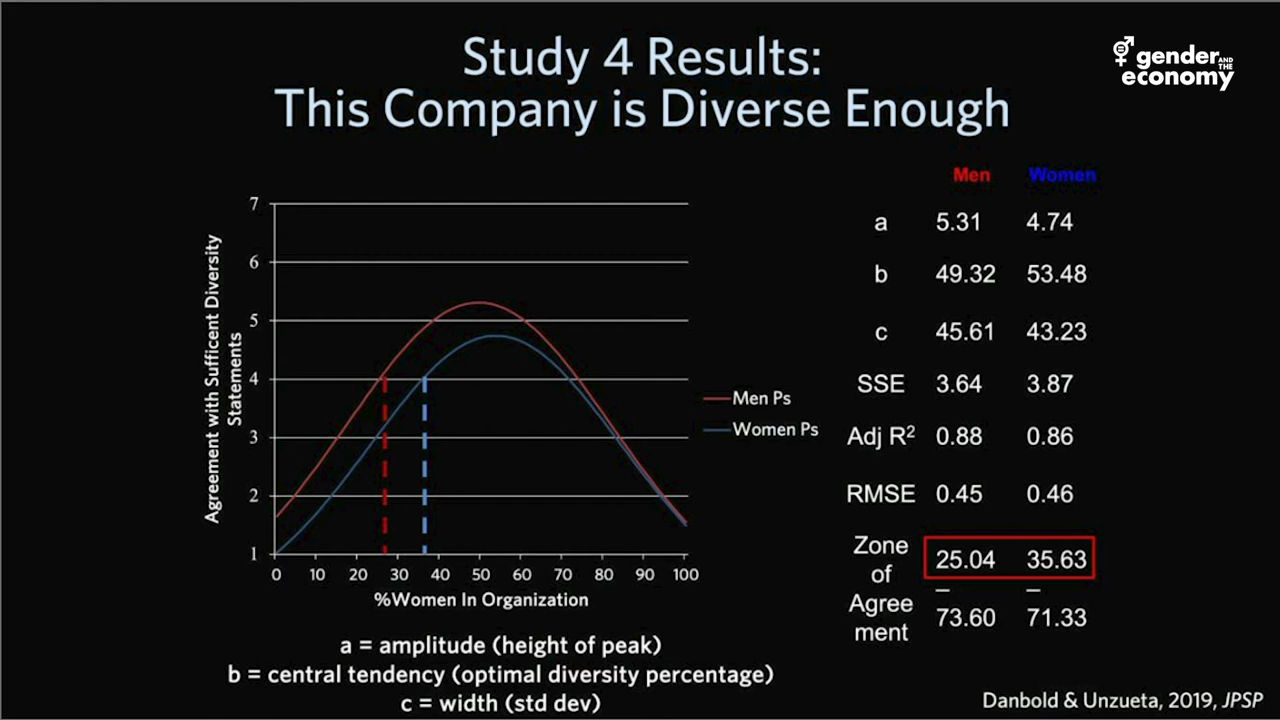 Study 4 Results:
This Company is Diverse Enough
gender AND THE
economy
Men Women
a 5.31 4.74
b 49.32 53.48
c 45.61 43.23
SSE 3.64 3.87
Adj R² 0.88 0.86
RMSE 0.45 0.46
Zone
of
Agree
ment
25.04 35.63
– –
73.60 71.33
Agreement with Sufficent Diversity
Statements
7
6
5
4
3
2
1
0 10 20 30 40 50 60 70 80 90 100
%Women In Organization
Men Ps
Women Ps
a = amplitude (height of peak)
b = central tendency (optimal diversity percentage)
c = width (std dev)
Danbold & Unzueta, 2019, JPSP